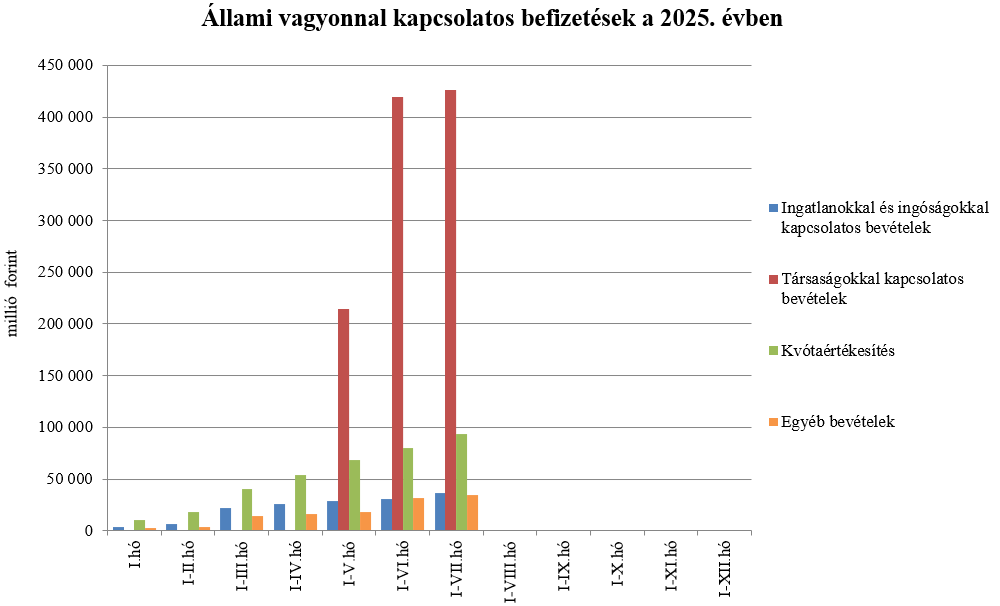 Állami vagyonnal kapcsolatos befizetések a 2025. évben
450 000
400 000
350 000
300 000
250 000
200 000
150 000
100 000
50 000
0
millió forint
I.hó
I-II.hó
I-III.hó
I-IV.hó
I-V.hó
I-VI.hó
I-VII.hó
I-VIII.hó
I-IX.hó
I-X.hó
I-XI.hó
I-XII.hó
Ingatlanokkal és ingóságokkal
kapcsolatos bevételek
Társaságokkal kapcsolatos
bevételek
Kvótaértékesítés
Egyéb bevételek